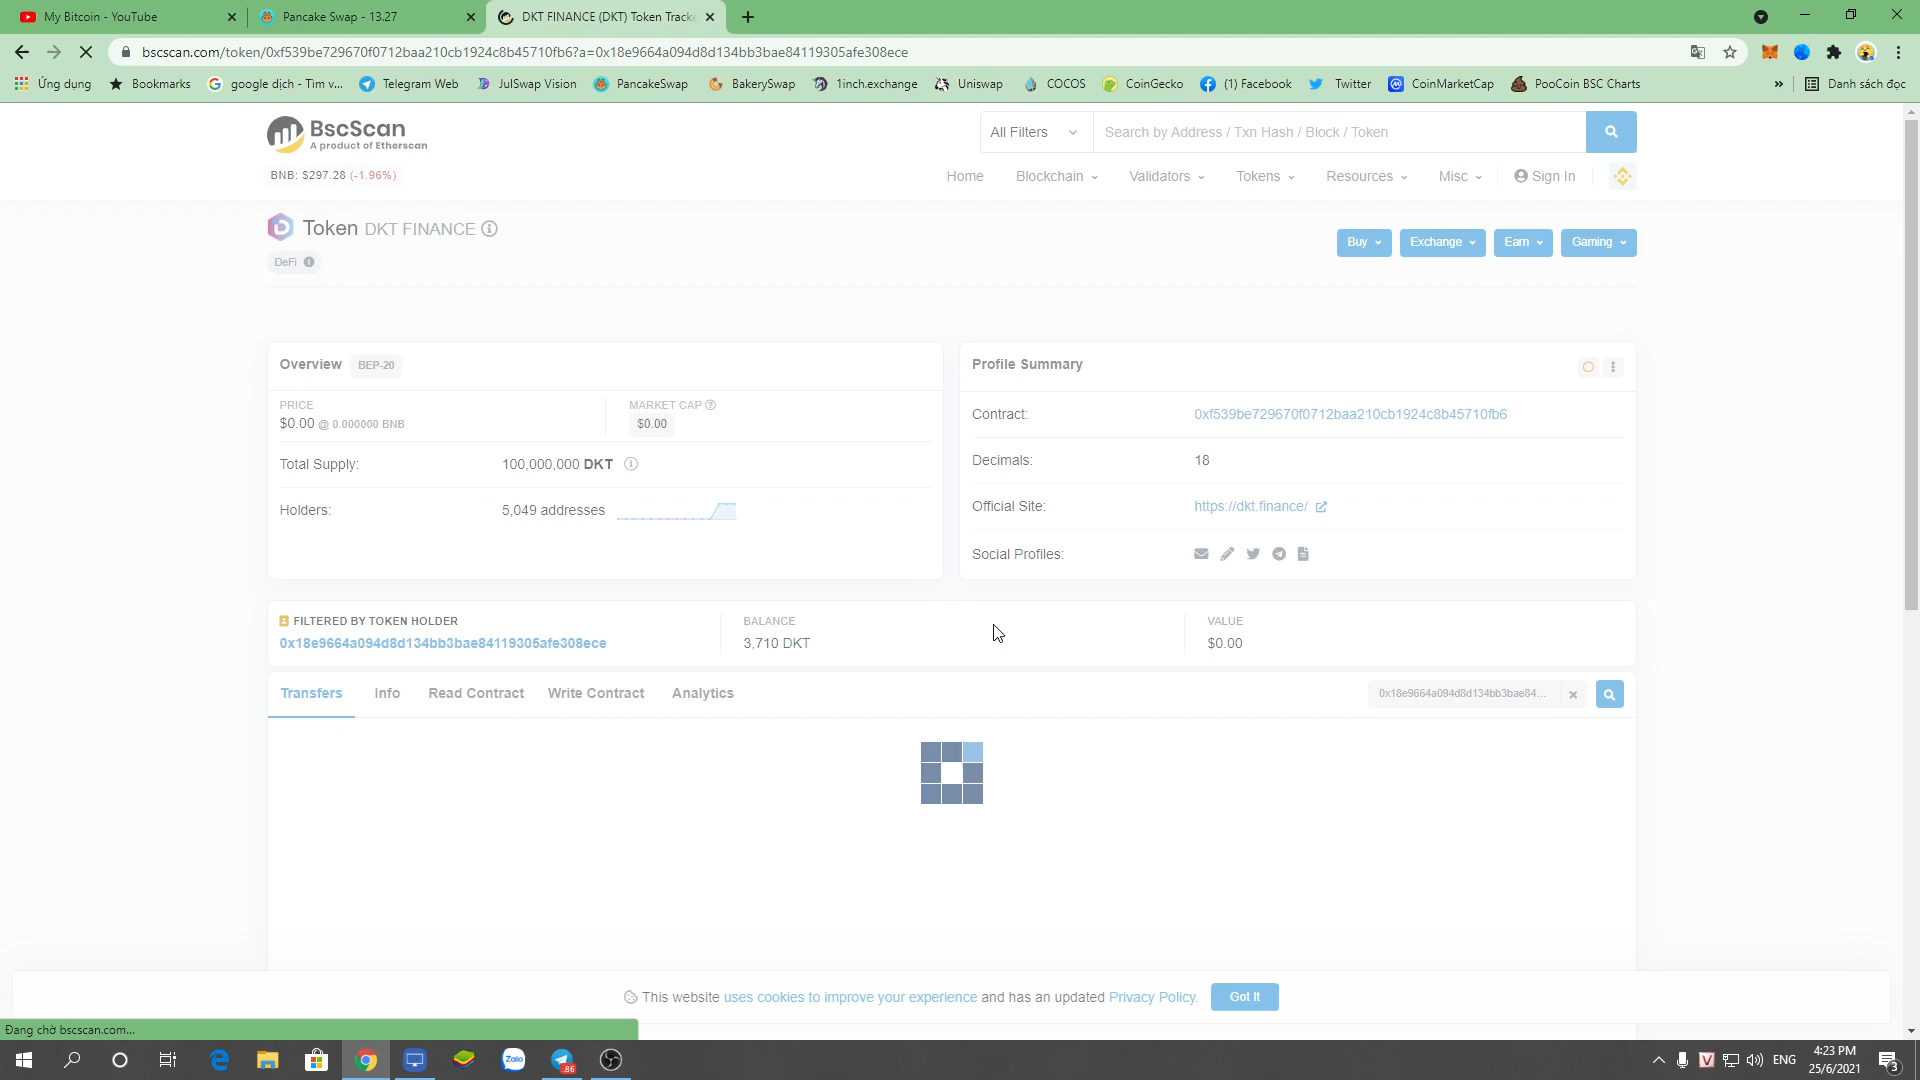 My Bitcoin - YouTube
Pancake Swap - 13.27
DKT FINANCE (DKT) Token Tracke
bscscan.com/token/0xf539be729670f0712baa210cb1924c8b45710fb6?a=0x18e9664a094d8d134bb3bae84119305afe308ece
Ứng dụng
Bookmarks
google dịch - Tìm v...
Telegram Web
JulSwap Vision
PancakeSwap
BakerySwap
1inch.exchange
Uniswap
COCOS
CoinGecko
(1) Facebook
Twitter
CoinMarketCap
PooCoin BSC Charts
»
Danh sách đọc
BscScan
A product of Etherscan
All Filters
Search by Address / Txn Hash / Block / Token
BNB: $297.28 (-1.96%)
Home
Blockchain
Validators
Tokens
Resources
Misc
Sign In
Token DKT FINANCE
DeFi
Buy
Exchange
Earn
Gaming
Overview BEP-20
PRICE
$0.00 @ 0.000000 BNB
MARKET CAP
$0.00
Total Supply: 100,000,000 DKT
Holders: 5,049 addresses
Profile Summary
Contract: 0xf539be729670f0712baa210cb1924c8b45710fb6
Decimals: 18
Official Site: https://dkt.finance/
Social Profiles:
FILTERED BY TOKEN HOLDER
0x18e9664a094d8d134bb3bae84119305afe308ece
BALANCE
3,710 DKT
VALUE
$0.00
Transfers
Info
Read Contract
Write Contract
Analytics
0x18e9664a094d8d134bb3bae84...
This website uses cookies to improve your experience and has an updated Privacy Policy.
Got It
Đang chờ bscscan.com...
Zalo
86
ENG
4:23 PM
25/6/2021
3